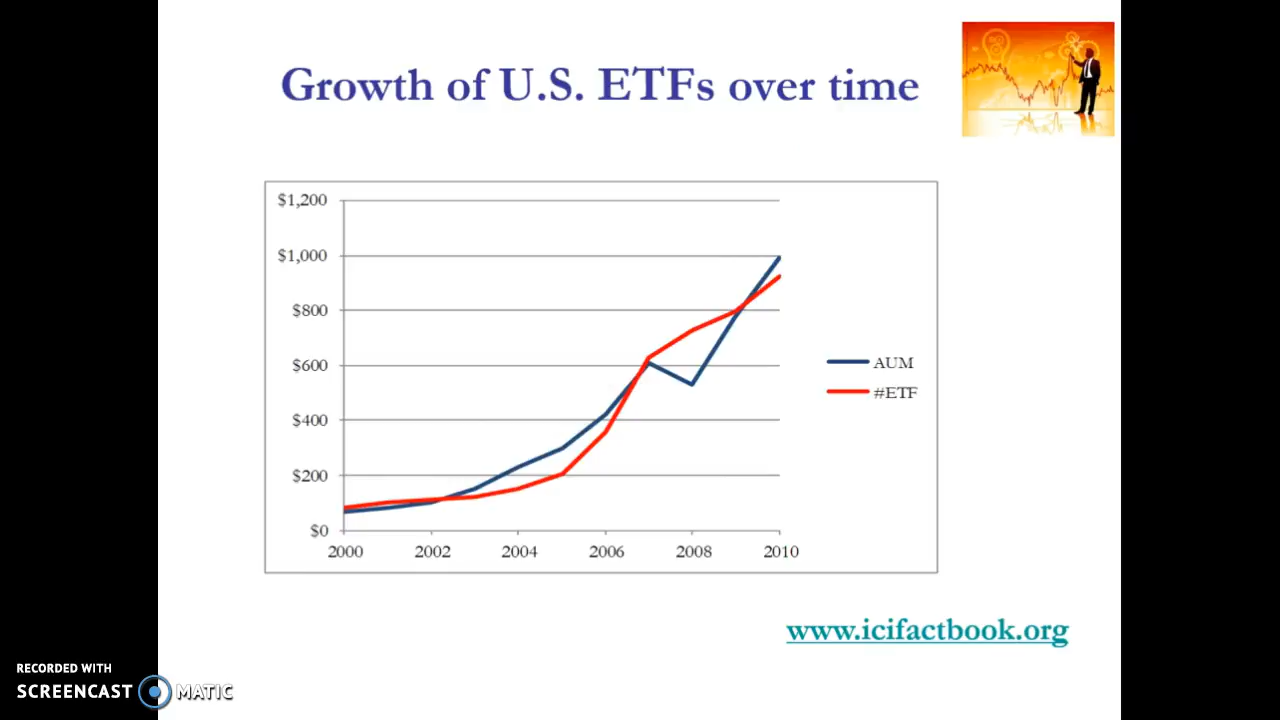 Growth of U.S. ETFs over time
$1,200
$1,000
$800
$600
$400
$200
$0
2000 2002 2004 2006 2008 2010
AUM
#ETF
www.icifactbook.org
RECORDED WITH
SCREENCAST MATIC